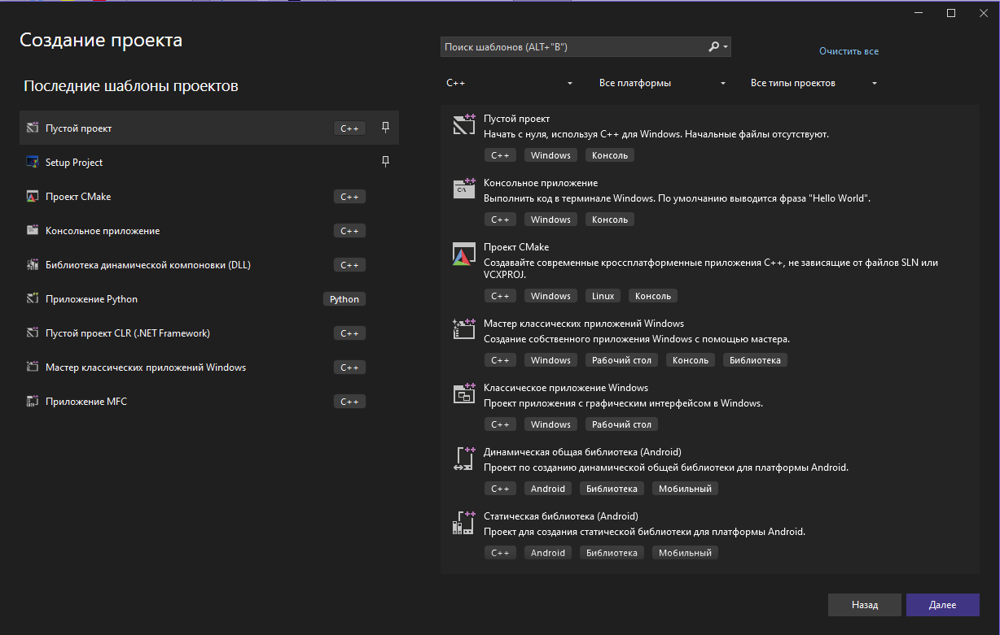 Создание проекта
Последние шаблоны проектов
Пустой проект C++
Setup Project
Проект CMake C++
Консольное приложение C++
Библиотека динамической компоновки (DLL) C++
Приложение Python Python
Пустой проект CLR (.NET Framework) C++
Мастер классических приложений Windows C++
Приложение MFC C++
Поиск шаблонов (ALT+"В")
Очистить все
C++ Все платформы Все типы проектов
Пустой проект
Начать с нуля, используя C++ для Windows. Начальные файлы отсутствуют.
C++ Windows Консоль
Консольное приложение
Выполнить код в терминале Windows. По умолчанию выводится фраза "Hello World".
C++ Windows Консоль
Проект CMake
Создавайте современные кроссплатформенные приложения C++, не зависящие от файлов SLN или
VCXPROJ.
C++ Windows Linux Консоль
Мастер классических приложений Windows
Создание собственного приложения Windows с помощью мастера.
C++ Windows Рабочий стол Консоль Библиотека
Классическое приложение Windows
Проект приложения с графическим интерфейсом в Windows.
C++ Windows Рабочий стол
Динамическая общая библиотека (Android)
Проект по созданию динамической общей библиотеки для платформы Android.
C++ Android Библиотека Мобильный
Статическая библиотека (Android)
Проект для создания статической библиотеки для платформы Android.
C++ Android Библиотека Мобильный
Назад Далее